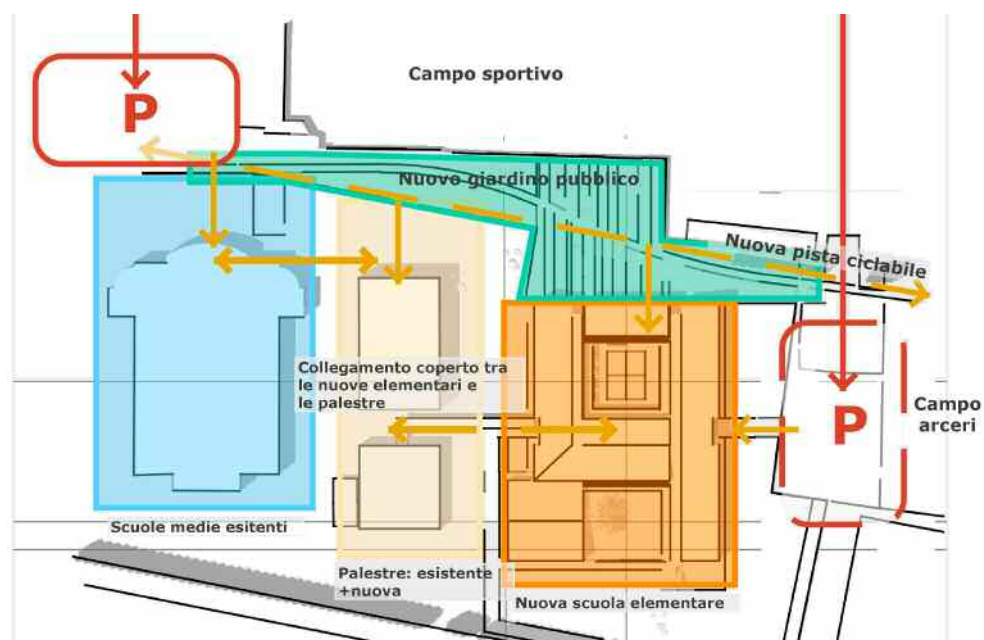 P
Campo sportivo
Nuovo giardino pubblico
Nuova pista ciclabile
Collegamento coperto tra
le nuove elementari e
le palestre
P
Campo
arceri
Scuole medie esitenti
Palestre: esistente
+nuova
Nuova scuola elementare